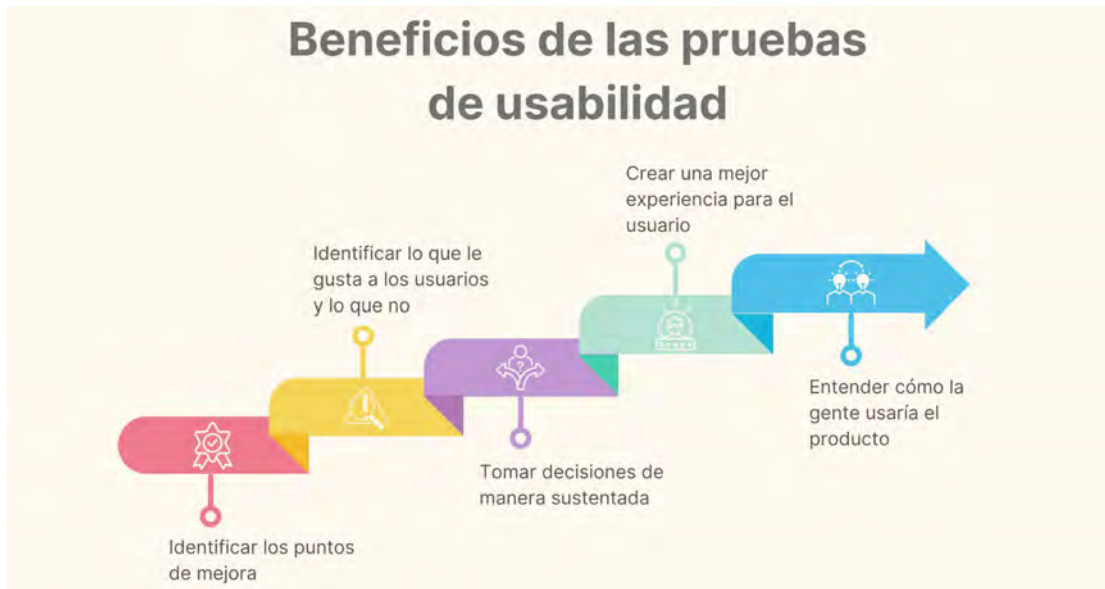 Beneficios de las pruebas
de usabilidad
Crear una mejor
experiencia para el
usuario
Identificar lo que le
gusta a los usuarios
y lo que no
Entender cómo la
gente usaría el
producto
Tomar decisiones de
manera sustentada
Identificar los puntos
de mejora